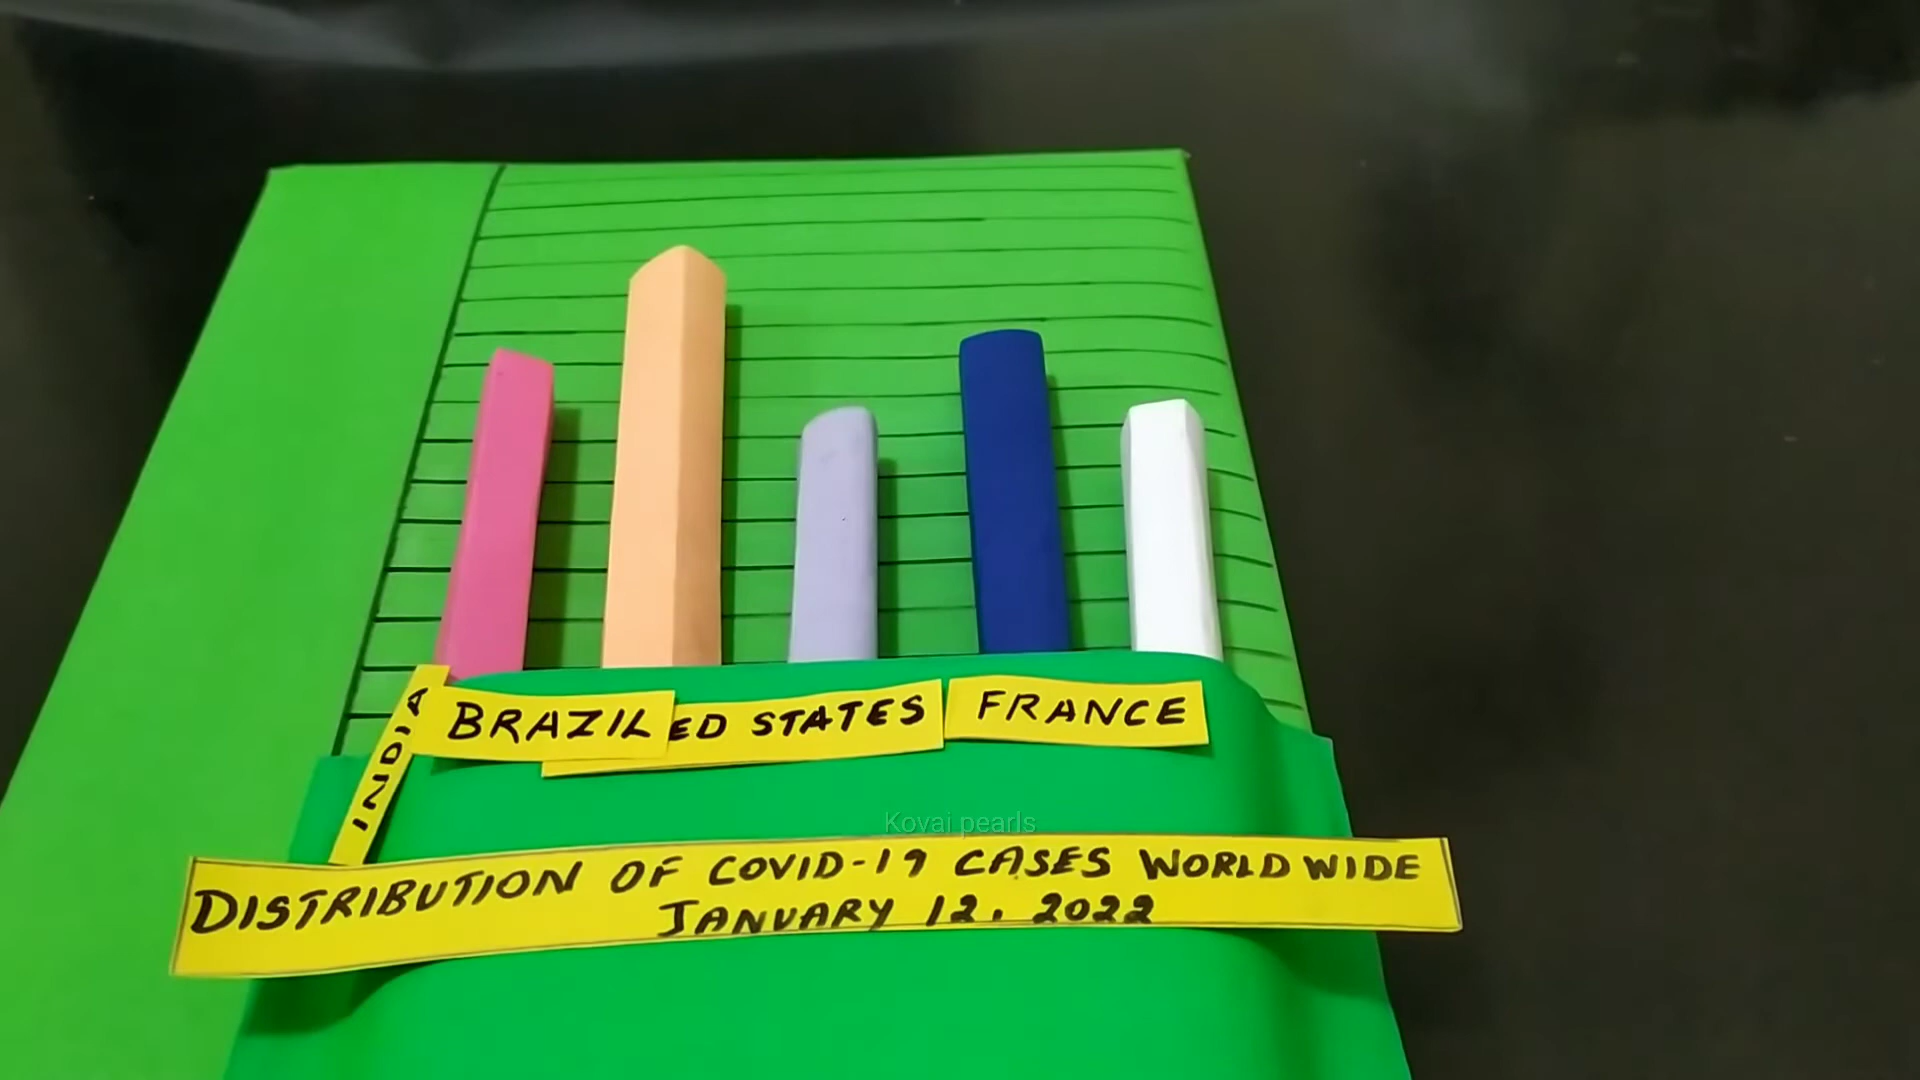 INDIA
BRAZIL
ED STATES
FRANCE
Kovai pearls
DISTRIBUTION OF COVID-19 CASES WORLD WIDE
JANUARY 12, 2022